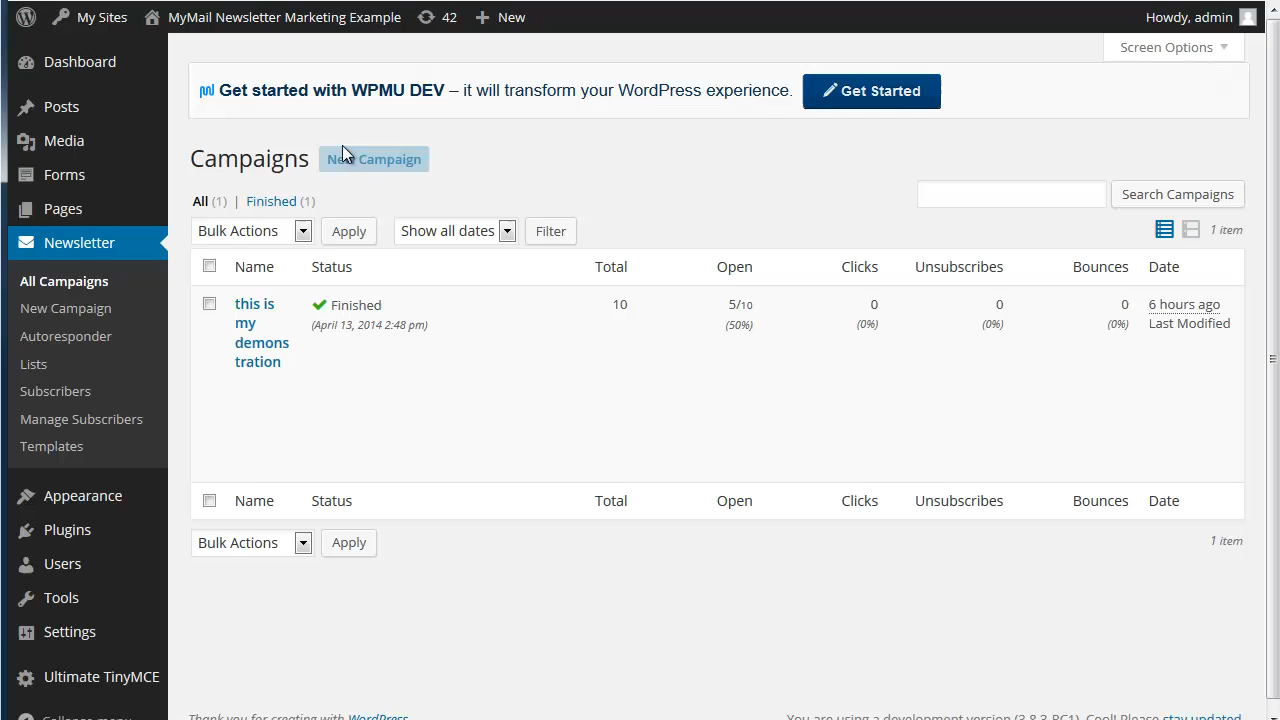 My Sites MyMail Newsletter Marketing Example 42 New Howdy, admin
Screen Options
Dashboard
Get started with WPMU DEV – it will transform your WordPress experience. Get Started
Posts
Media
Forms
Pages
Newsletter
All Campaigns
New Campaign
Autoresponder
Lists
Subscribers
Manage Subscribers
Templates
Appearance
Plugins
Users
Tools
Settings
Ultimate TinyMCE
Collapse menu
Campaigns New Campaign
All (1) | Finished (1) Search Campaigns
Bulk Actions Apply Show all dates Filter 1 item
Name Status Total Open Clicks Unsubscribes Bounces Date
this is Finished 10 5/10 0 0 0 6 hours ago
my (April 13, 2014 2:48 pm) (50%) (0%) (0%) (0%) Last Modified
demons
tration
Name Status Total Open Clicks Unsubscribes Bounces Date
Bulk Actions Apply 1 item
Thank you for creating with WordPress You are using a development version (3.8.3-RC1). Cool! Please stay updated